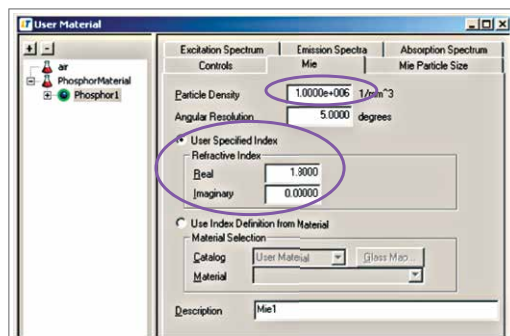 User Material
+ -
ar
PhosphorMaterial
Phosphor1
Excitation Spectrum Emission Spectra Absorption Spectrum
Controls Mie Mie Particle Size
Particle Density 1.0000e+006 1/mm^3
Angular Resolution 5.0000 degrees
User Specified Index
Refractive Index
Real 1.8000
Imaginary 0.00000
Use Index Definition from Material
Material Selection
Catalog User Material Glass Map...
Material
Description Mie1